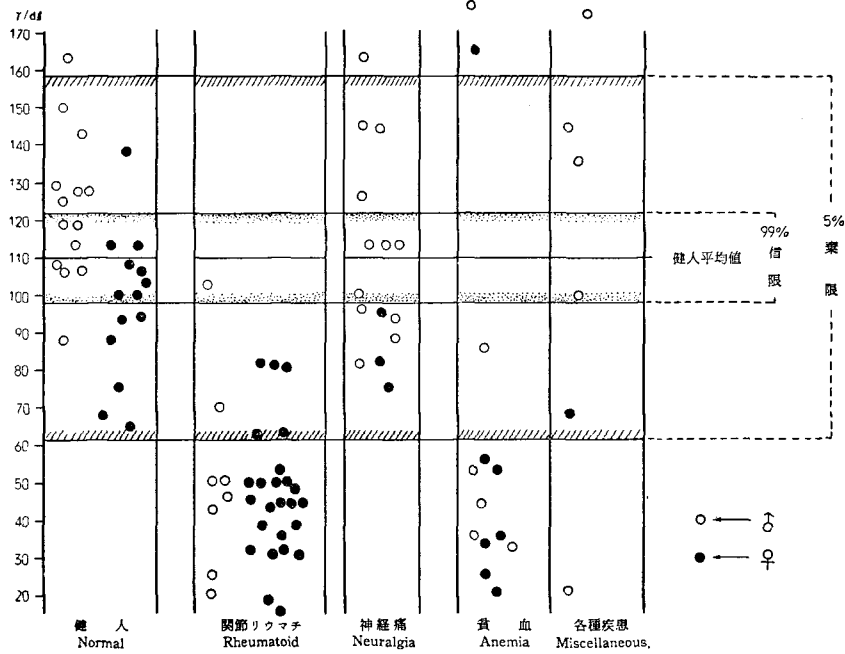 γ/dℓ
170
160
150
140
130
120
110
100
90
80
70
60
50
40
30
20
健人平均値
99%
信
限
5%
棄
限
♂
♀
健 人
Normal
関節リウマチ
Rheumatoid
神経痛
Neuralgia
貧 血
Anemia
各種疾患
Miscellaneous,